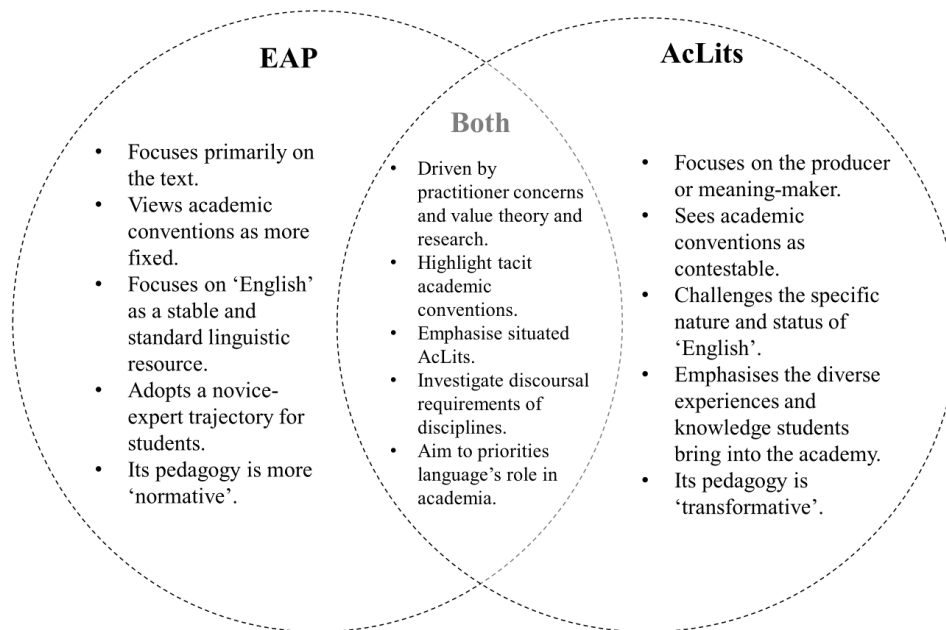 EAP
• Focuses primarily on
the text.
• Views academic
conventions as more
fixed.
• Focuses on ‘English’
as a stable and
standard linguistic
resource.
• Adopts a novice-
expert trajectory for
students.
• Its pedagogy is more
‘normative’.
Both
• Driven by
practitioner concerns
and value theory and
research.
• Highlight tacit
academic
conventions.
• Emphasise situated
AcLits.
• Investigate discoursal
requirements of
disciplines.
• Aim to priorities
language’s role in
academia.
AcLits
• Focuses on the producer
or meaning-maker.
• Sees academic
conventions as
contestable.
• Challenges the specific
nature and status of
‘English’.
• Emphasises the diverse
experiences and
knowledge students
bring into the academy.
• Its pedagogy is
‘transformative’.